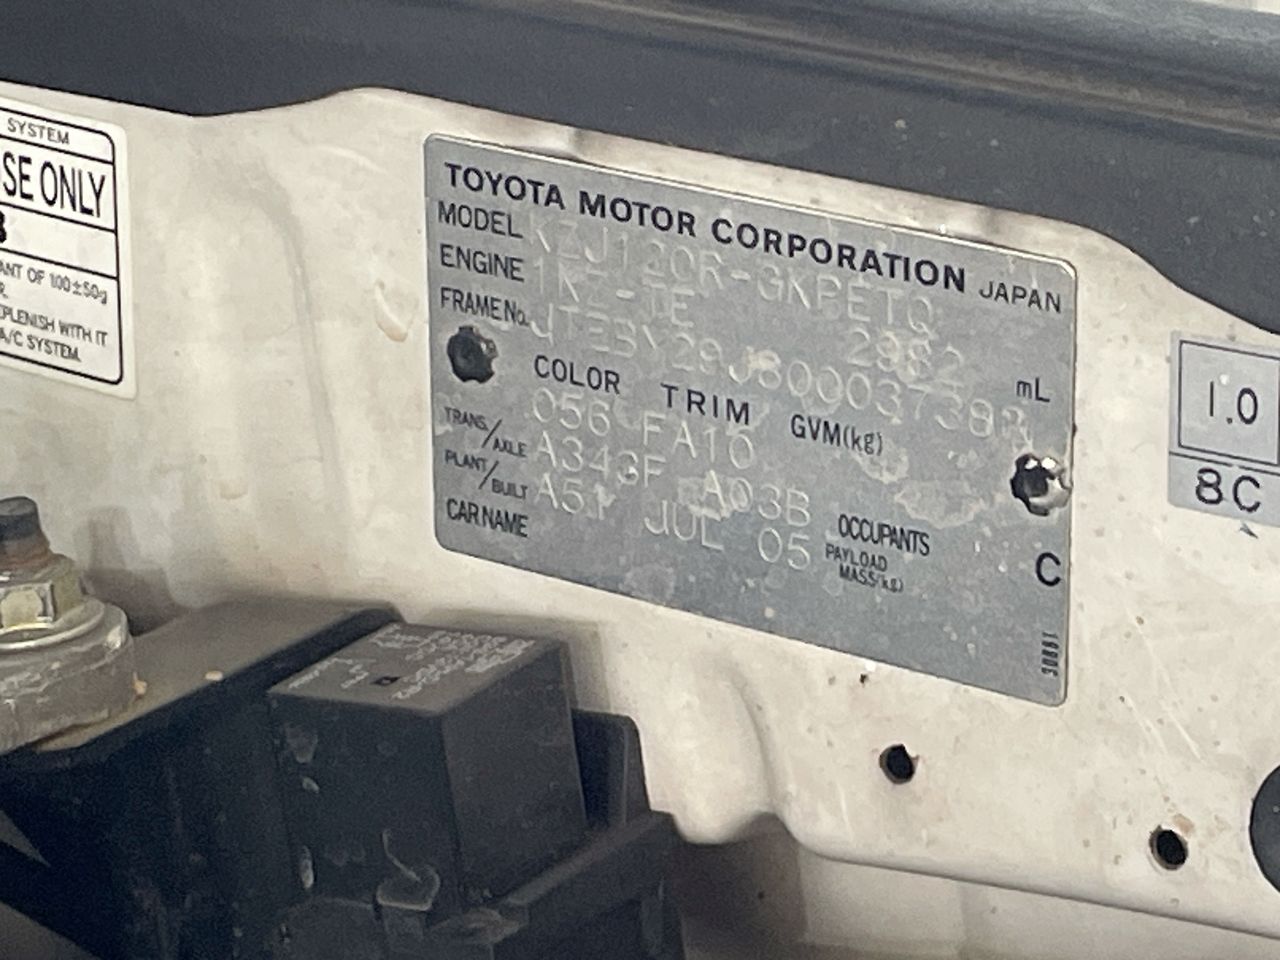 SYSTEM
SE ONLY
ANT OF 100±50g
R.
PLENISH WITH IT
A/C SYSTEM.
TOYOTA MOTOR CORPORATION JAPAN
MODEL KZJ120R-GKPETQ
ENGINE 1KZ-TE 2982 mL
FRAME No. JTEBY29J800037383
COLOR TRIM GVM(kg)
056 FA10
TRANS./AXLE A343F A03B
PLANT/BUILT A51 JUL 05
OCCUPANTS
CAR NAME
PAYLOAD MASS(kg)
C
1.0
8C